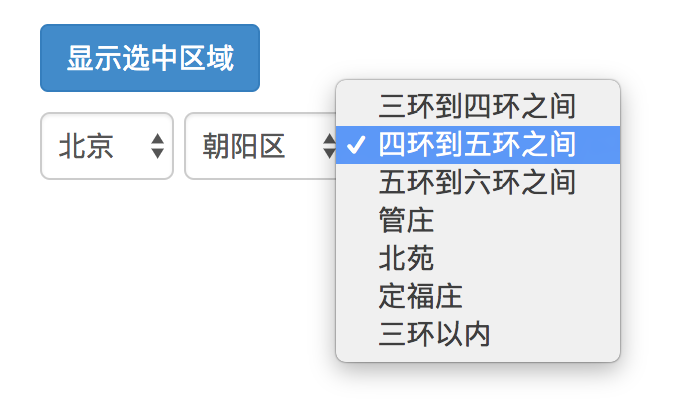 显示选中区域
北京
朝阳区
三环到四环之间
四环到五环之间
五环到六环之间
管庄
北苑
定福庄
三环以内